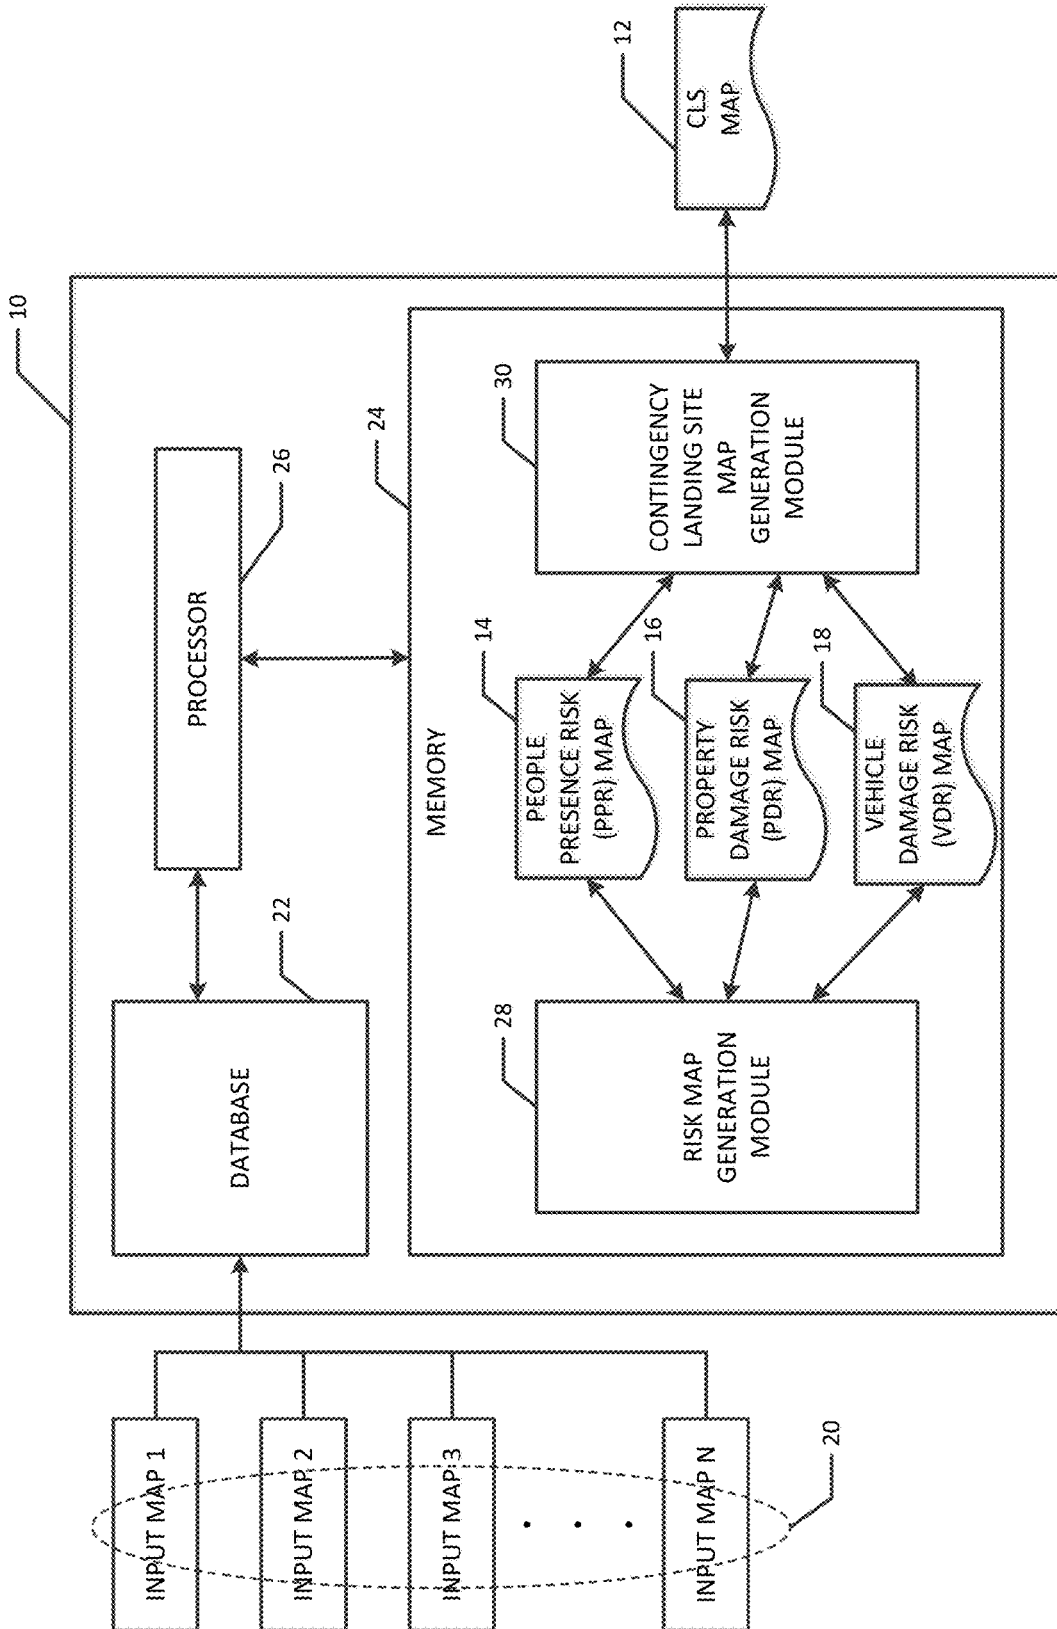 10
INPUT MAP 1
INPUT MAP 2
INPUT MAP 3
INPUT MAP N
20
DATABASE
22
PROCESSOR
26
MEMORY
24
RISK MAP
GENERATION
MODULE
28
PEOPLE
PRESENCE RISK
(PPR) MAP
14
PROPERTY
DAMAGE RISK
(PDR) MAP
16
VEHICLE
DAMAGE RISK
(VDR) MAP
18
CONTINGENCY
LANDING SITE
MAP
GENERATION
MODULE
30
CLS
MAP
12